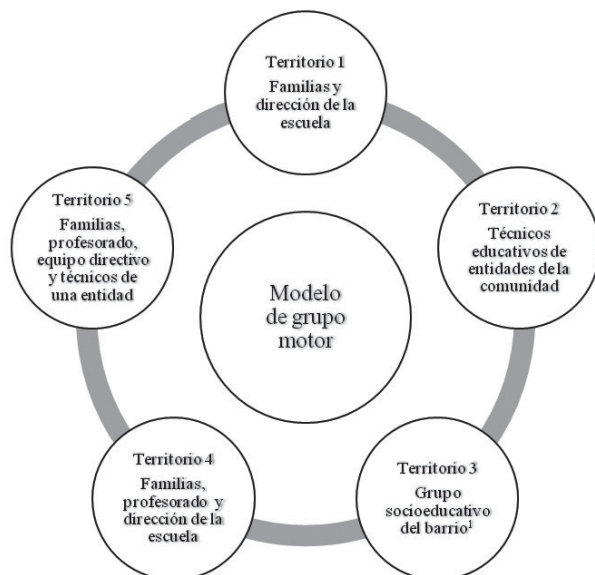 Territorio 1
Familias y
dirección de la
escuela
Territorio 5
Familias,
profesorado,
equipo directivo
y técnicos de
una entidad
Territorio 2
Técnicos
educativos de
entidades de la
comunidad
Modelo
de grupo
motor
Territorio 4
Familias,
profesorado y
dirección de la
escuela
Territorio 3
Grupo
socioeducativo
del barrio¹